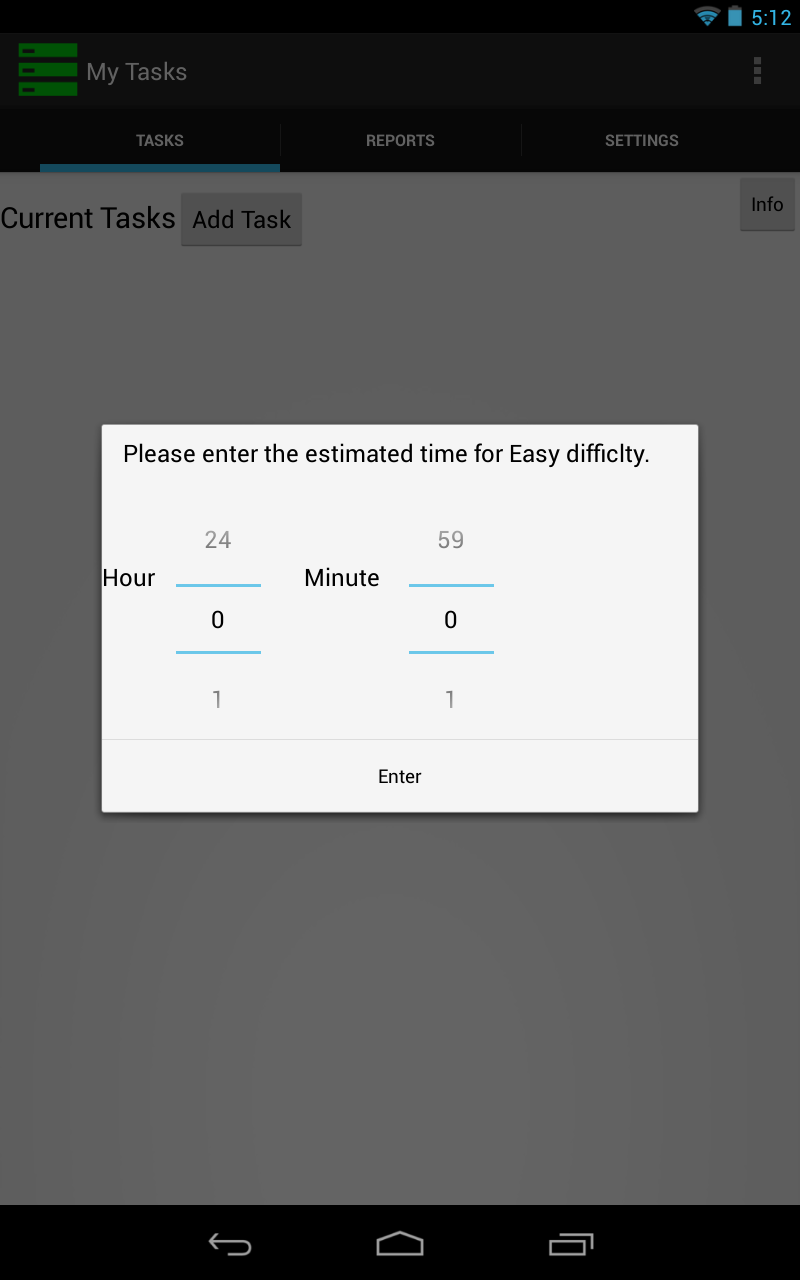 5:12
My Tasks
TASKS REPORTS SETTINGS
Current Tasks Add Task Info
Please enter the estimated time for Easy difficlty.
24 59
Hour Minute
0 0
1 1
Enter